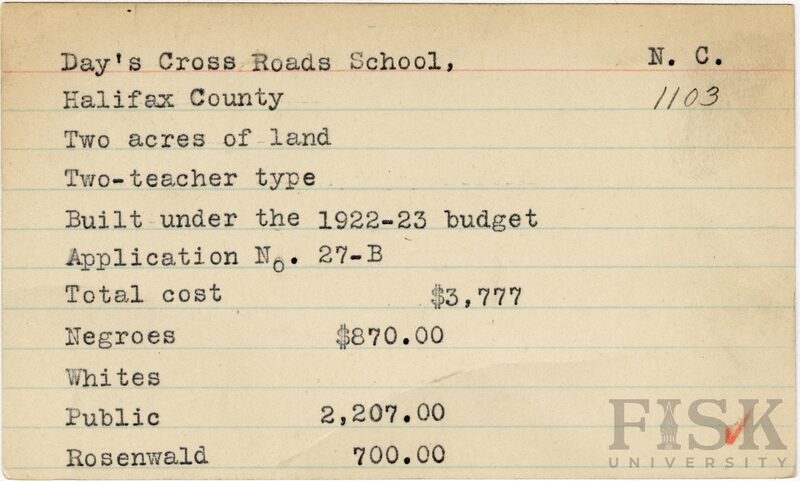 Day's Cross Roads School, N. C.
Halifax County 1103
Two acres of land
Two-teacher type
Built under the 1922-23 budget
Application No. 27-B
Total cost $3,777
Negroes $870.00
Whites
Public 2,207.00
Rosenwald 700.00
FISK
UNIVERSITY